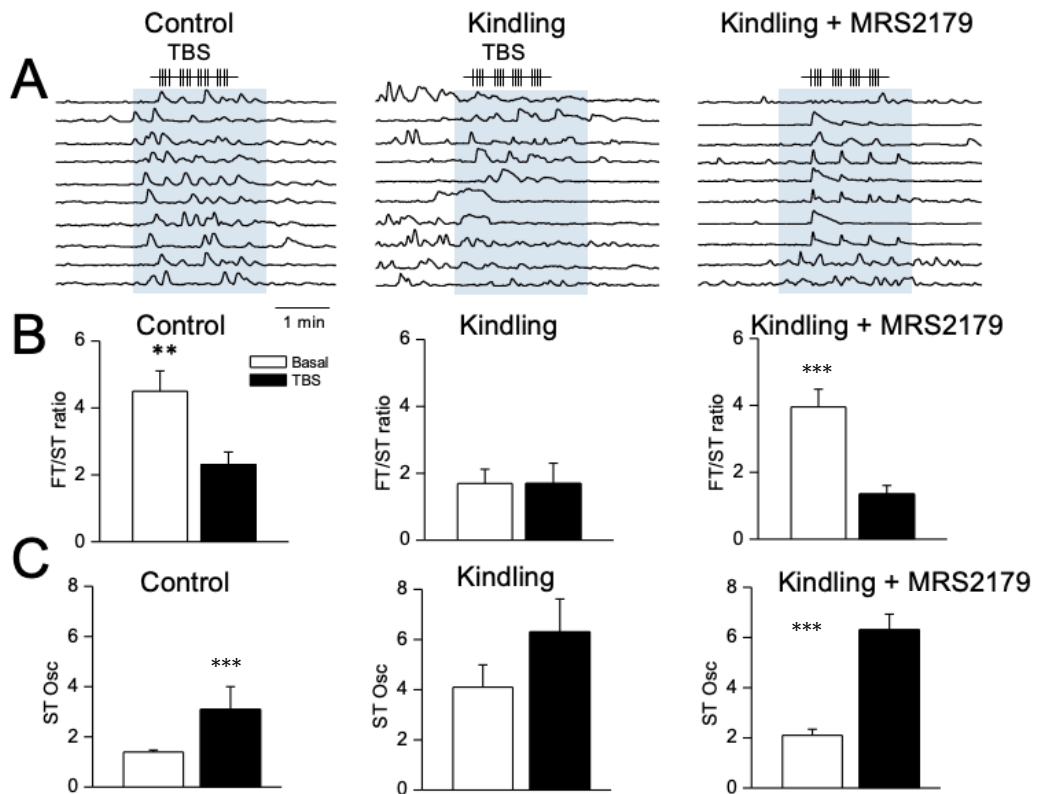 Control Kindling Kindling + MRS2179
TBS TBS
A
1 min
B
Control Kindling Kindling + MRS2179
6 6 6
** ***
Basal
TBS
4 4 4
FT/ST ratio FT/ST ratio FT/ST ratio
2 2 2
0 0 0
C
Control Kindling Kindling + MRS2179
8 8 8
6 6 6
*** ***
4 4 4
ST Osc ST Osc ST Osc
2 2 2
0 0 0